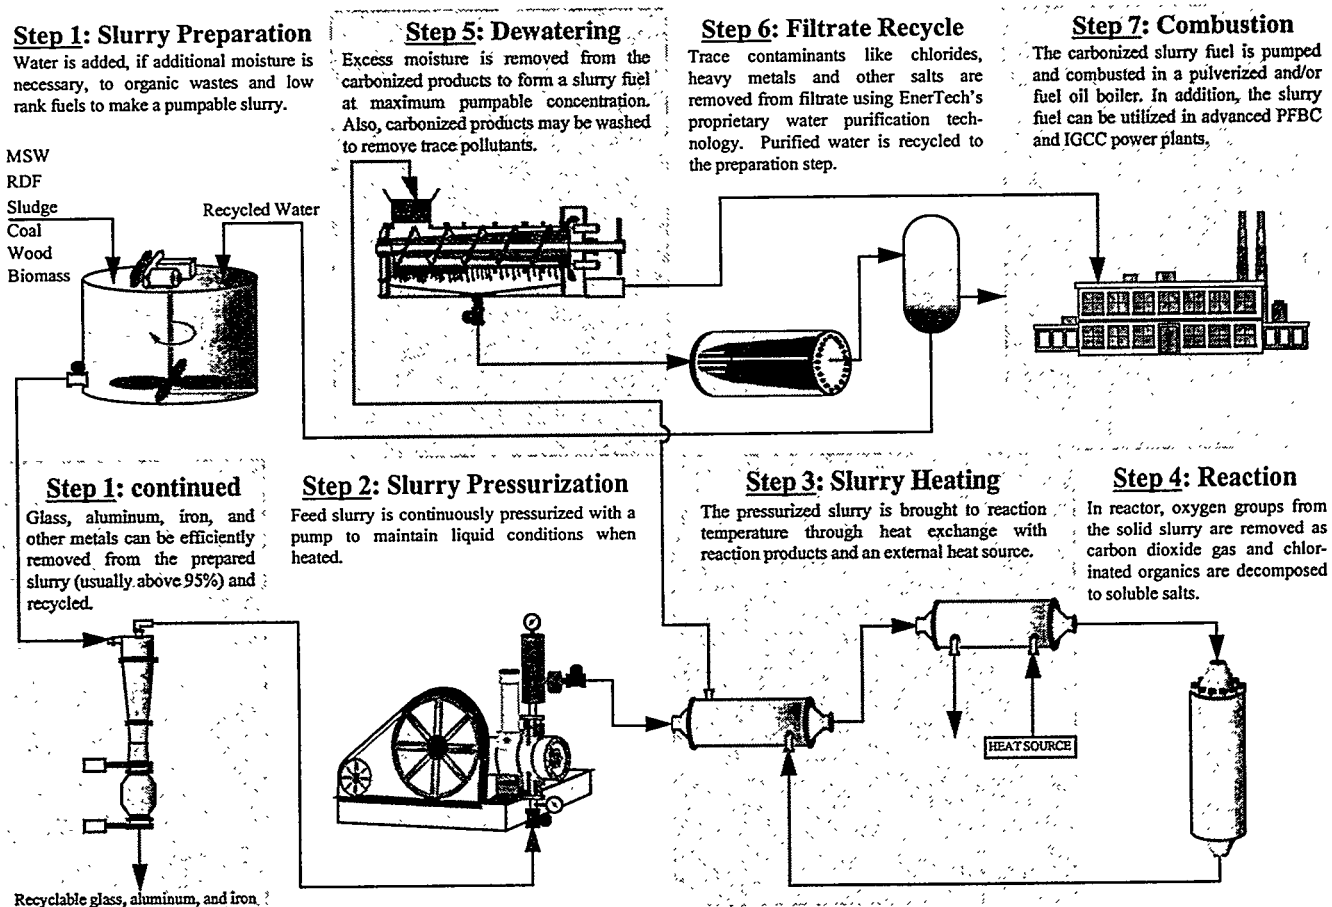 Step 1: Slurry Preparation
Water is added, if additional moisture is
necessary, to organic wastes and low
rank fuels to make a pumpable slurry.
MSW
RDF
Sludge
Coal
Wood
Biomass
Recycled Water
Step 5: Dewatering
Excess moisture is removed from the
carbonized products to form a slurry fuel
at maximum pumpable concentration.
Also, carbonized products may be washed
to remove trace pollutants.
Step 6: Filtrate Recycle
Trace contaminants like chlorides,
heavy metals and other salts are
removed from filtrate using EnerTech's
proprietary water purification tech-
nology. Purified water is recycled to
the preparation step.
Step 7: Combustion
The carbonized slurry fuel is pumped
and combusted in a pulverized and/or
fuel oil boiler. In addition, the slurry
fuel can be utilized in advanced PFBC
and IGCC power plants.
Step 1: continued
Glass, aluminum, iron, and
other metals can be efficiently
removed from the prepared
slurry (usually above 95%) and
recycled.
Recyclable glass, aluminum, and iron
Step 2: Slurry Pressurization
Feed slurry is continuously pressurized with a
pump to maintain liquid conditions when
heated.
Step 3: Slurry Heating
The pressurized slurry is brought to reaction
temperature through heat exchange with
reaction products and an external heat source.
HEAT SOURCE
Step 4: Reaction
In reactor, oxygen groups from
the solid slurry are removed as
carbon dioxide gas and chlor-
inated organics are decomposed
to soluble salts.